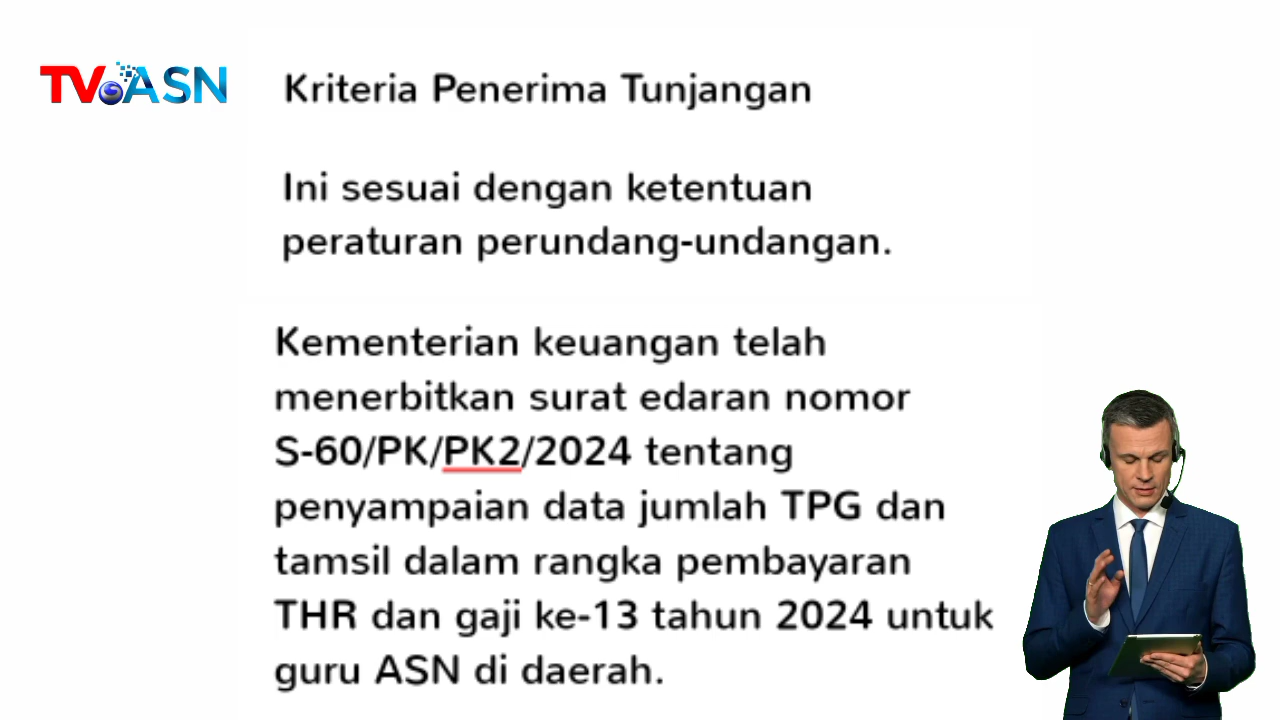 TVASN
Kriteria Penerima Tunjangan
Ini sesuai dengan ketentuan
peraturan perundang-undangan.
Kementerian keuangan telah
menerbitkan surat edaran nomor
S-60/PK/PK2/2024 tentang
penyampaian data jumlah TPG dan
tamsil dalam rangka pembayaran
THR dan gaji ke-13 tahun 2024 untuk
guru ASN di daerah.